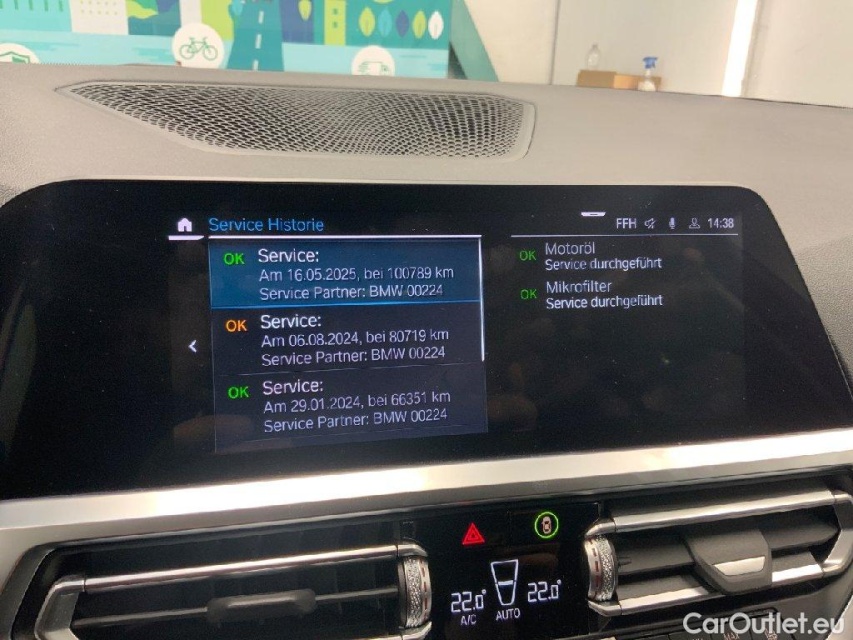 FFH 14:38
Service Historie
OK Service:
Am 16.05.2025, bei 100789 km
Service Partner: BMW 00224
OK Service:
Am 06.08.2024, bei 80719 km
Service Partner: BMW 00224
OK Service:
Am 29.01.2024, bei 66351 km
Service Partner: BMW 00224
OK Motoröl
Service durchgeführt
OK Mikrofilter
Service durchgeführt
22.0° 22.0°
A/C AUTO
CarOutlet.eu